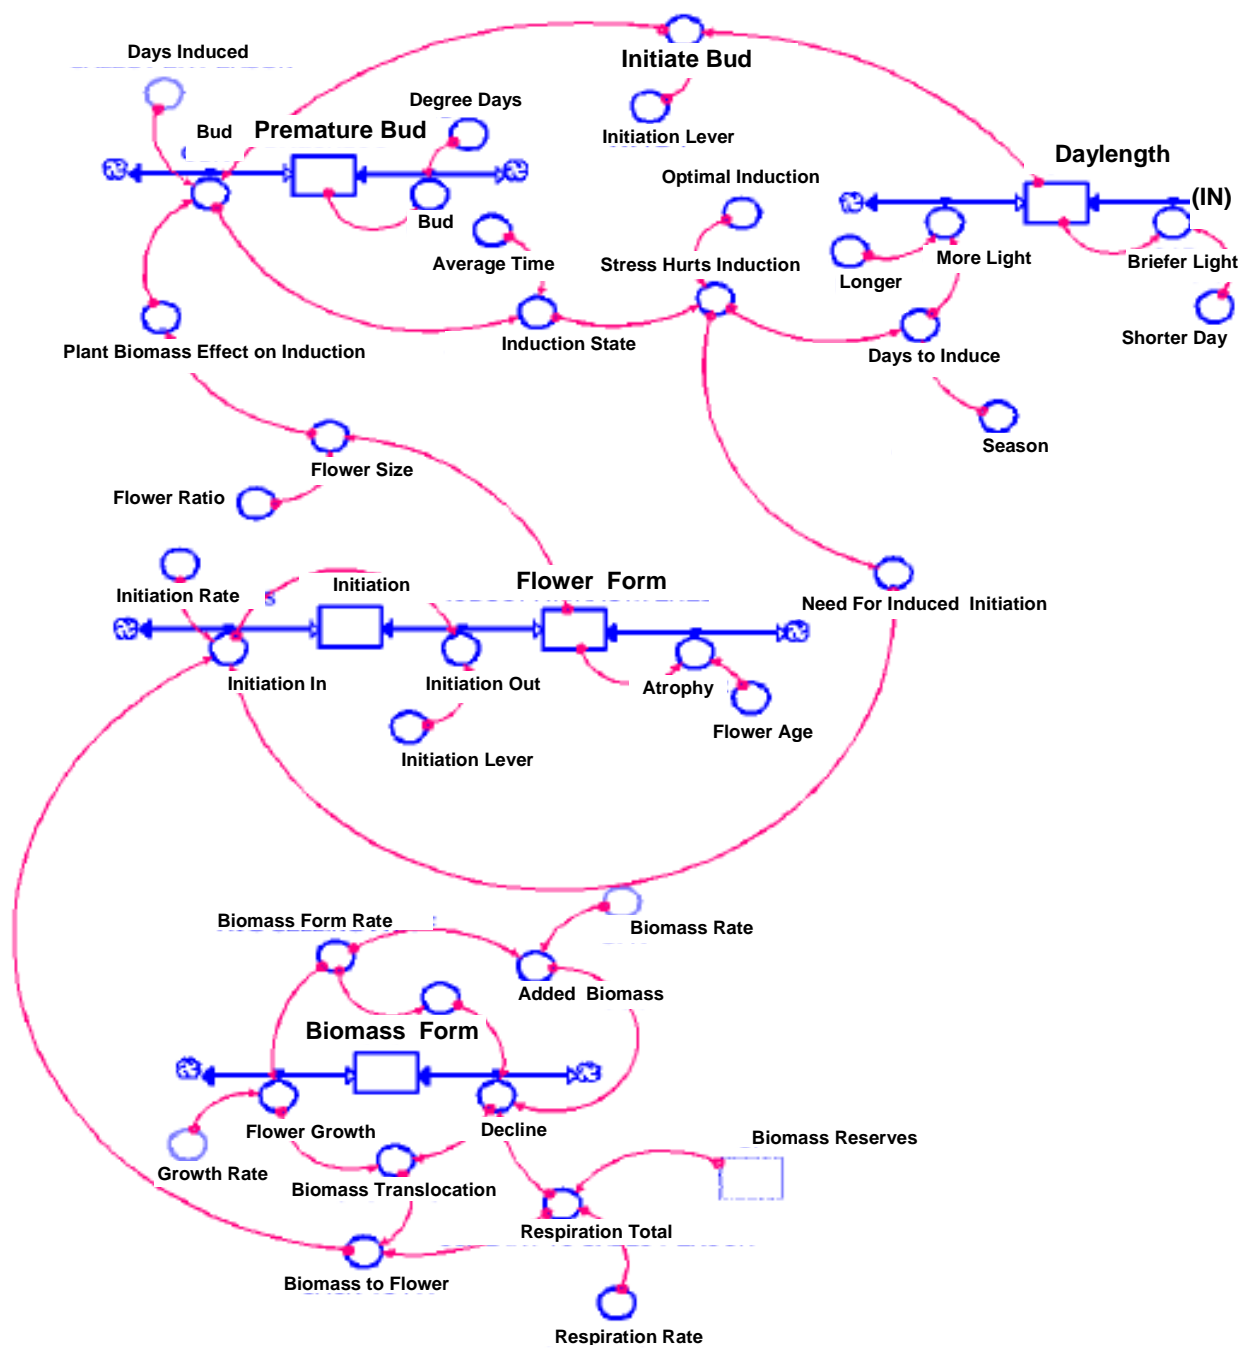 Days Induced
Initiate Bud
Degree Days
Bud
Premature Bud
Initiation Lever
Daylength
Optimal Induction
(IN)
Bud
Average Time
Stress Hurts Induction
More Light
Briefer Light
Longer
Induction State
Plant Biomass Effect on Induction
Days to Induce
Shorter Day
Season
Flower Size
Flower Ratio
Initiation Rate
Initiation
Flower Form
Need For Induced Initiation
Initiation In
Initiation Out
Atrophy
Flower Age
Initiation Lever
Biomass Form Rate
Biomass Rate
Added Biomass
Biomass Form
Flower Growth
Decline
Biomass Reserves
Growth Rate
Biomass Translocation
Respiration Total
Biomass to Flower
Respiration Rate